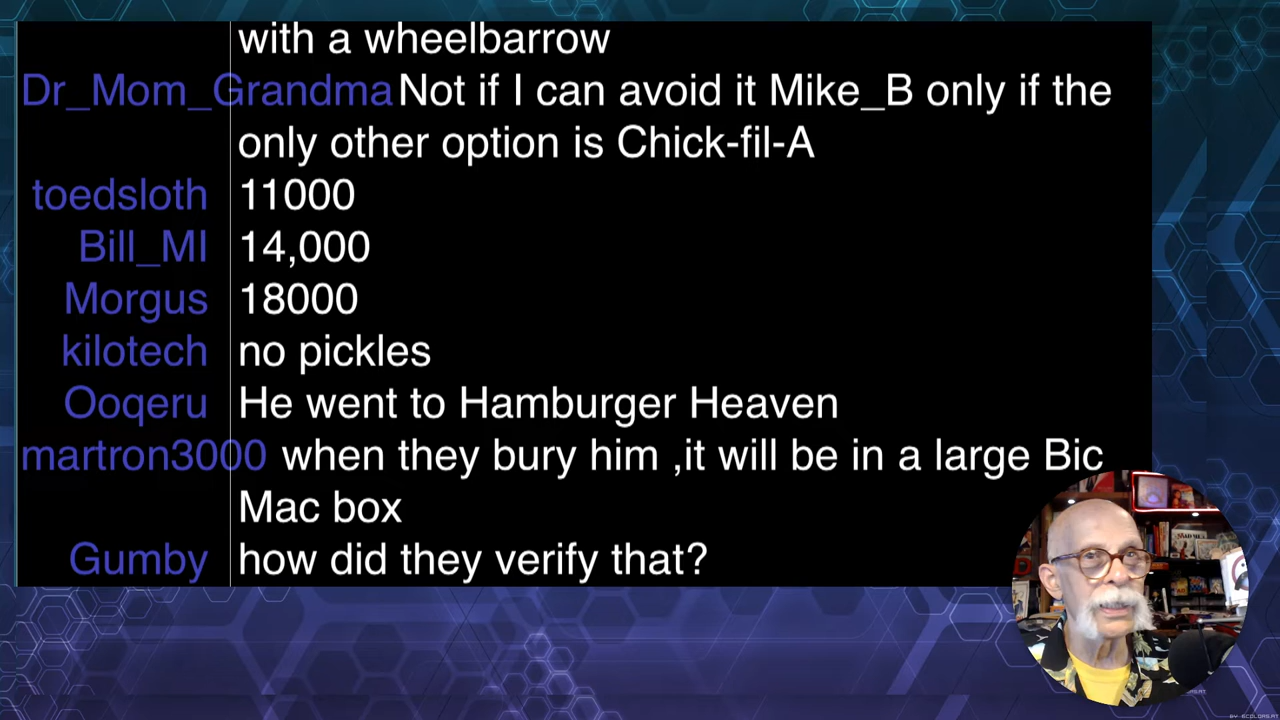 with a wheelbarrow
Dr_Mom_Grandma Not if I can avoid it Mike_B only if the
only other option is Chick-fil-A
toedsloth 11000
Bill_MI 14,000
Morgus 18000
kilotech no pickles
Ooqeru He went to Hamburger Heaven
martron3000 when they bury him ,it will be in a large Bic
Mac box
Gumby how did they verify that?